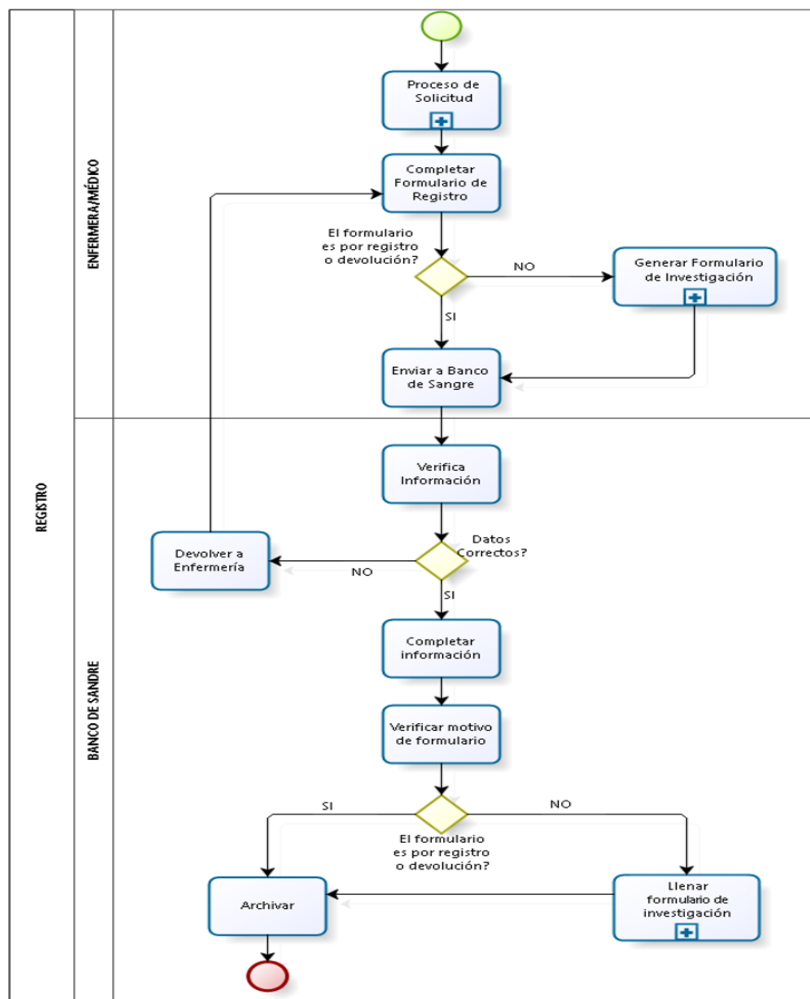 REGISTRO
ENFERMERA/MÉDICO
Proceso de
Solicitud
Completar
Formulario de
Registro
El formulario
es por registro
o devolución?
NO
Generar Formulario
de Investigación
SI
Enviar a Banco
de Sangre
BANCO DE SANDRE
Verifica
Información
Datos
Correctos?
NO
Devolver a
Enfermería
SI
Completar
información
Verificar motivo
de formulario
SI
NO
El formulario
es por registro
o devolución?
Archivar
Llenar
formulario de
investigación